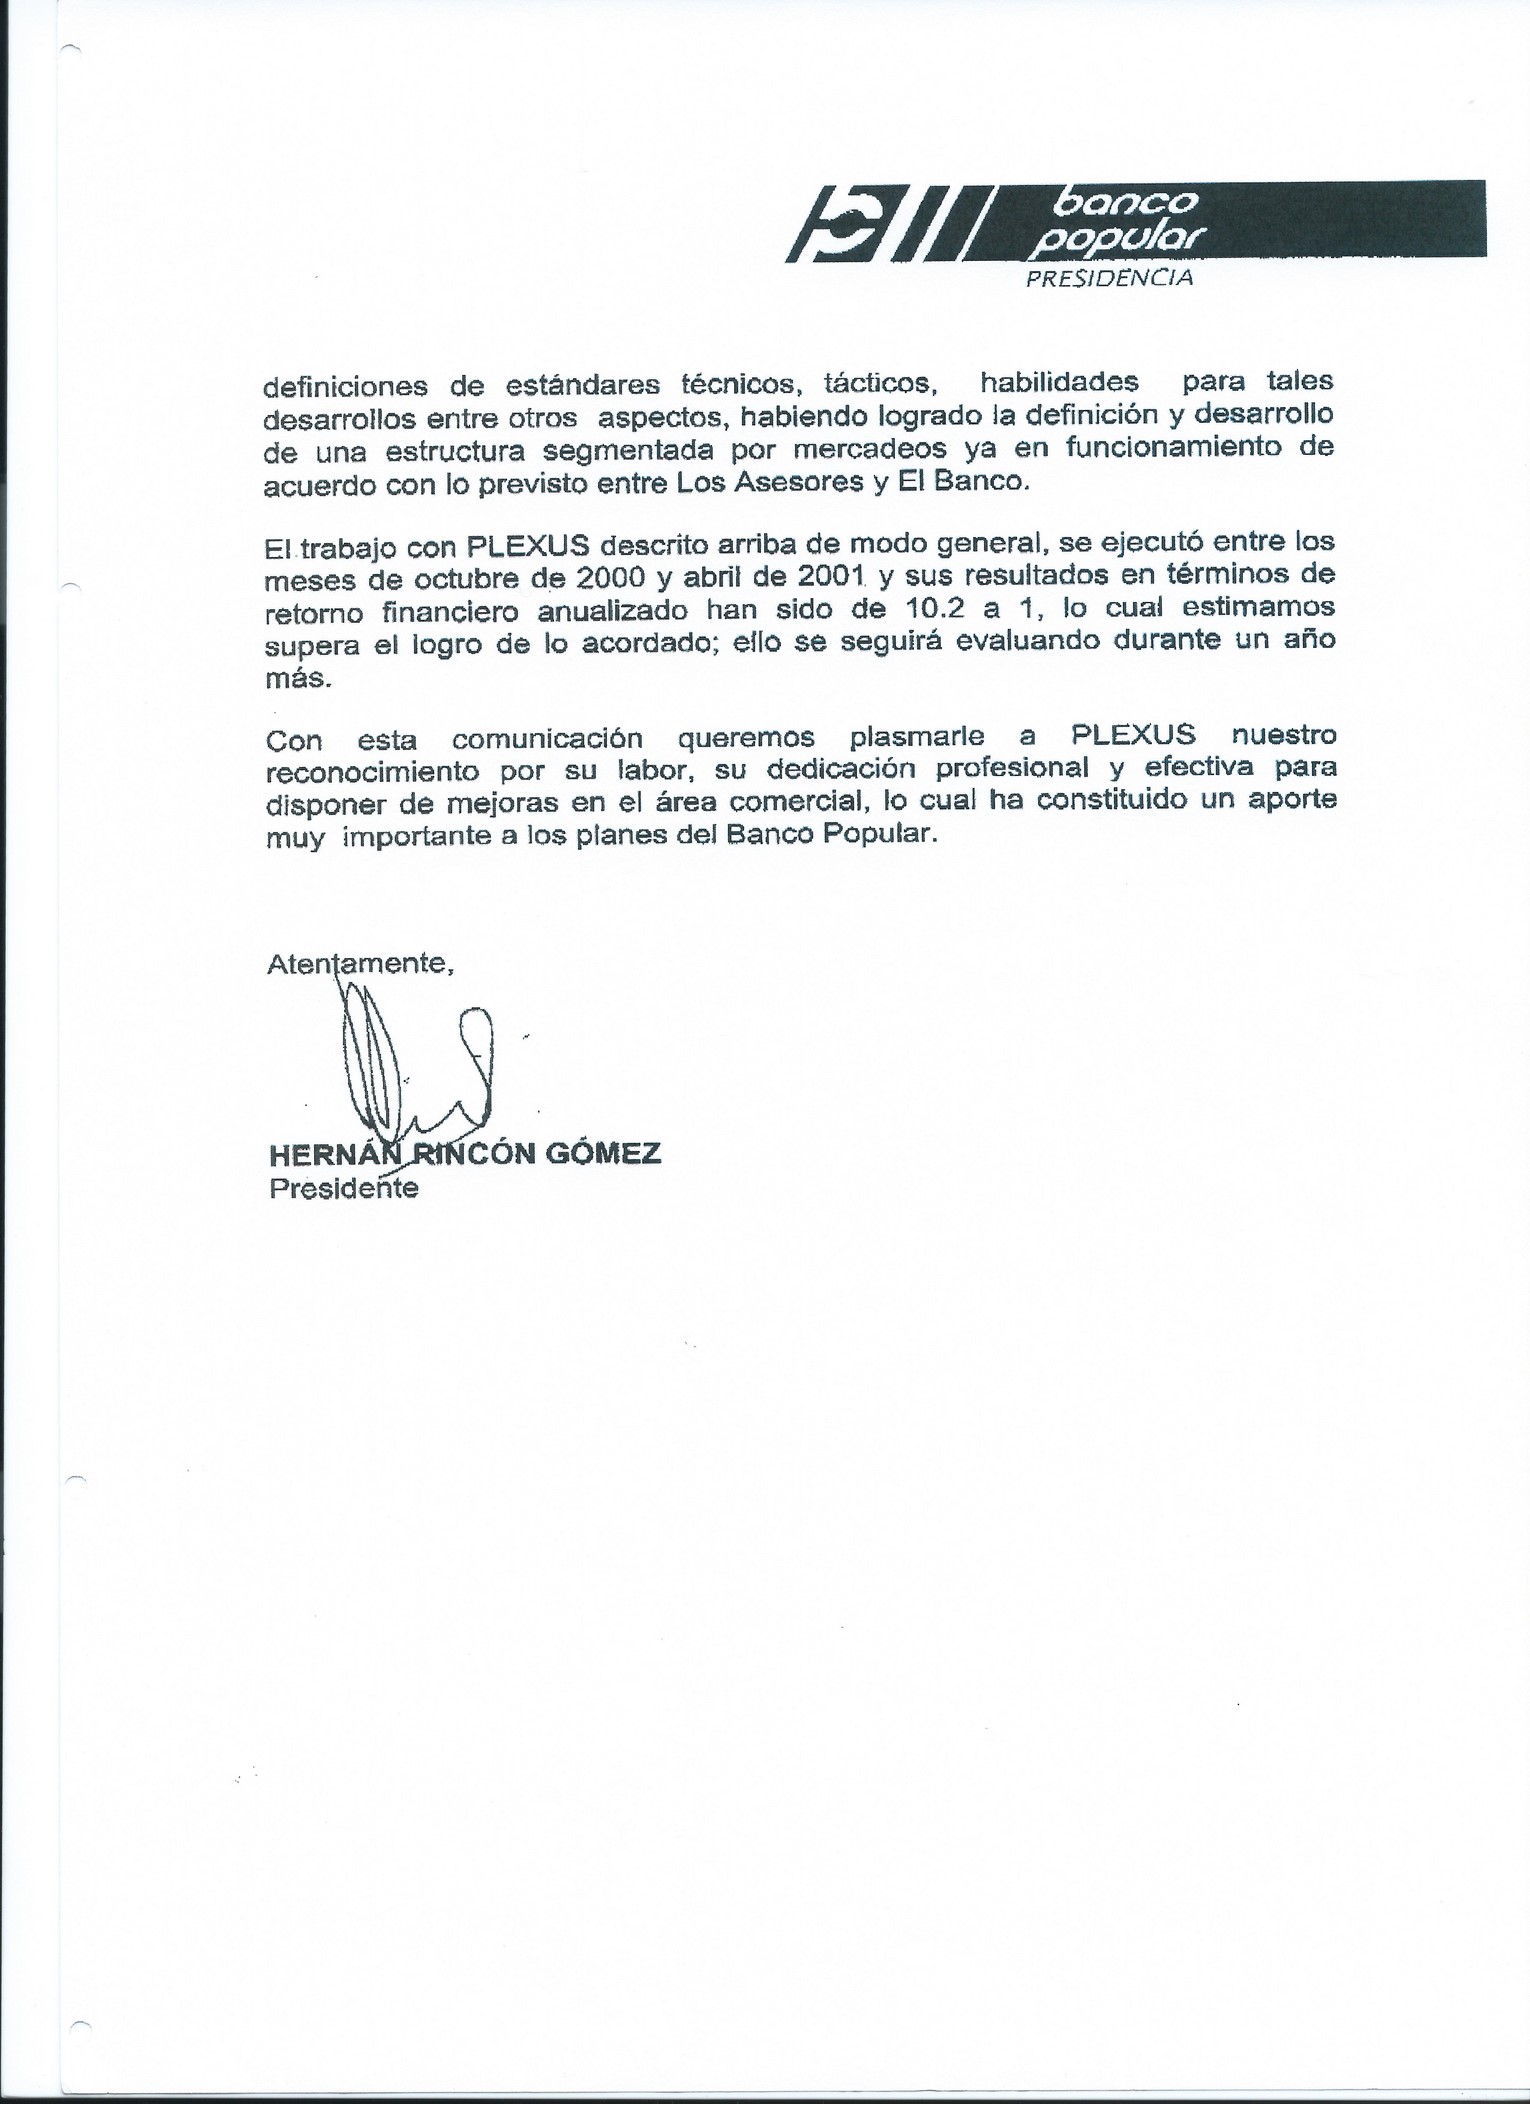 banco
popular
PRESIDENCIA
definiciones de estándares técnicos, tácticos, habilidades para tales
desarrollos entre otros aspectos, habiendo logrado la definición y desarrollo
de una estructura segmentada por mercadeos ya en funcionamiento de
acuerdo con lo previsto entre Los Asesores y El Banco.
El trabajo con PLEXUS descrito arriba de modo general, se ejecutó entre los
meses de octubre de 2000 y abril de 2001 y sus resultados en términos de
retorno financiero anualizado han sido de 10.2 a 1, lo cual estimamos
supera el logro de lo acordado; ello se seguirá evaluando durante un año
más.
Con esta comunicación queremos plasmarle a PLEXUS nuestro
reconocimiento por su labor, su dedicación profesional y efectiva para
disponer de mejoras en el área comercial, lo cual ha constituido un aporte
muy importante a los planes del Banco Popular.
Atentamente,
HERNÁN RINCÓN GÓMEZ
Presidente